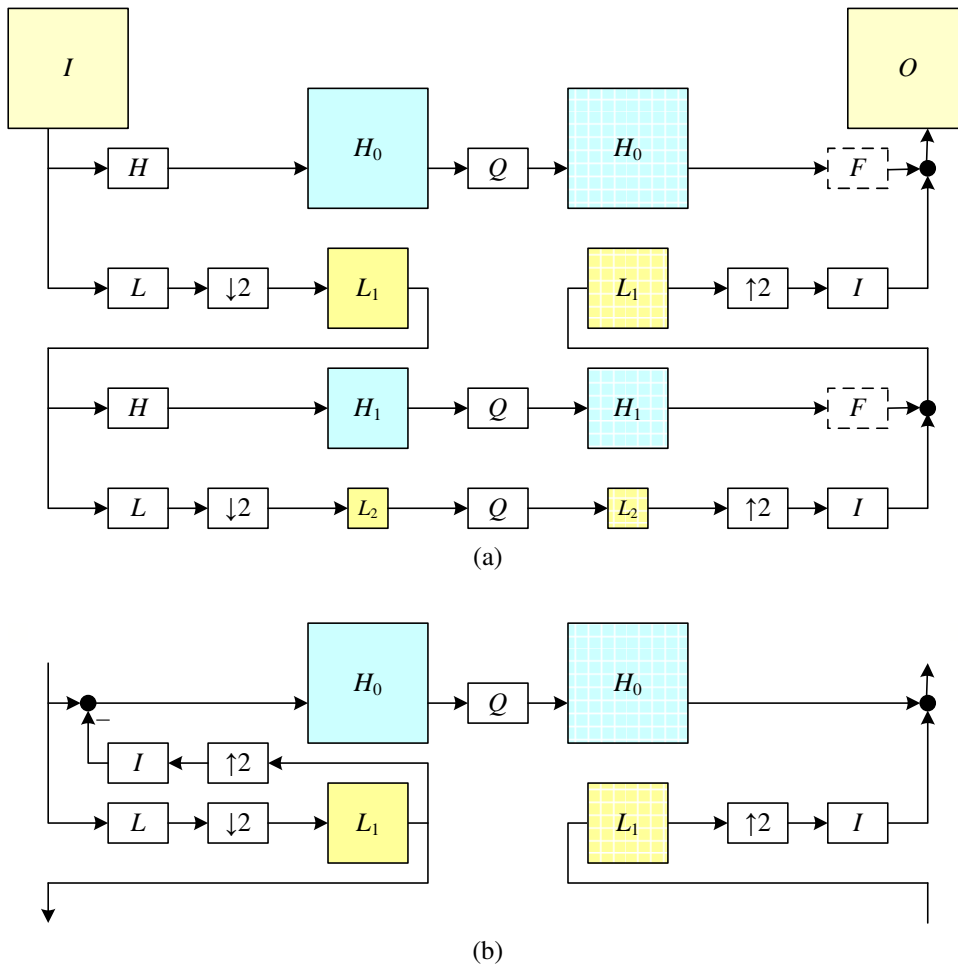 I O
H H₀ Q H₀ F
L ↓2 L₁ L₁ ↑2 I
H H₁ Q H₁ F
L ↓2 L₂ Q L₂ ↑2 I
(a)
H₀ Q H₀
–
I ↑2
L ↓2 L₁ L₁ ↑2 I
(b)